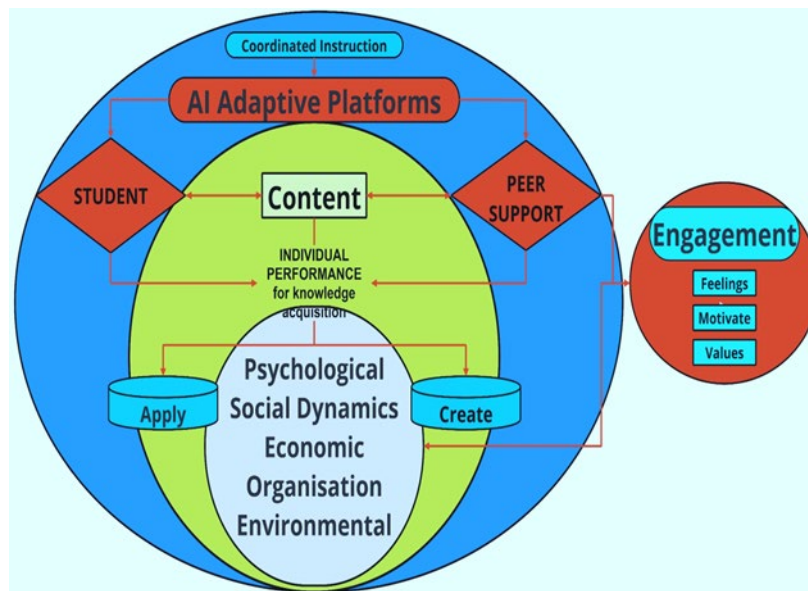 Coordinated Instruction
AI Adaptive Platforms
STUDENT
Content
PEER
SUPPORT
INDIVIDUAL
PERFORMANCE
for knowledge
acquisition
Engagement
Feelings
Motivate
Values
Apply
Create
Psychological
Social Dynamics
Economic
Organisation
Environmental